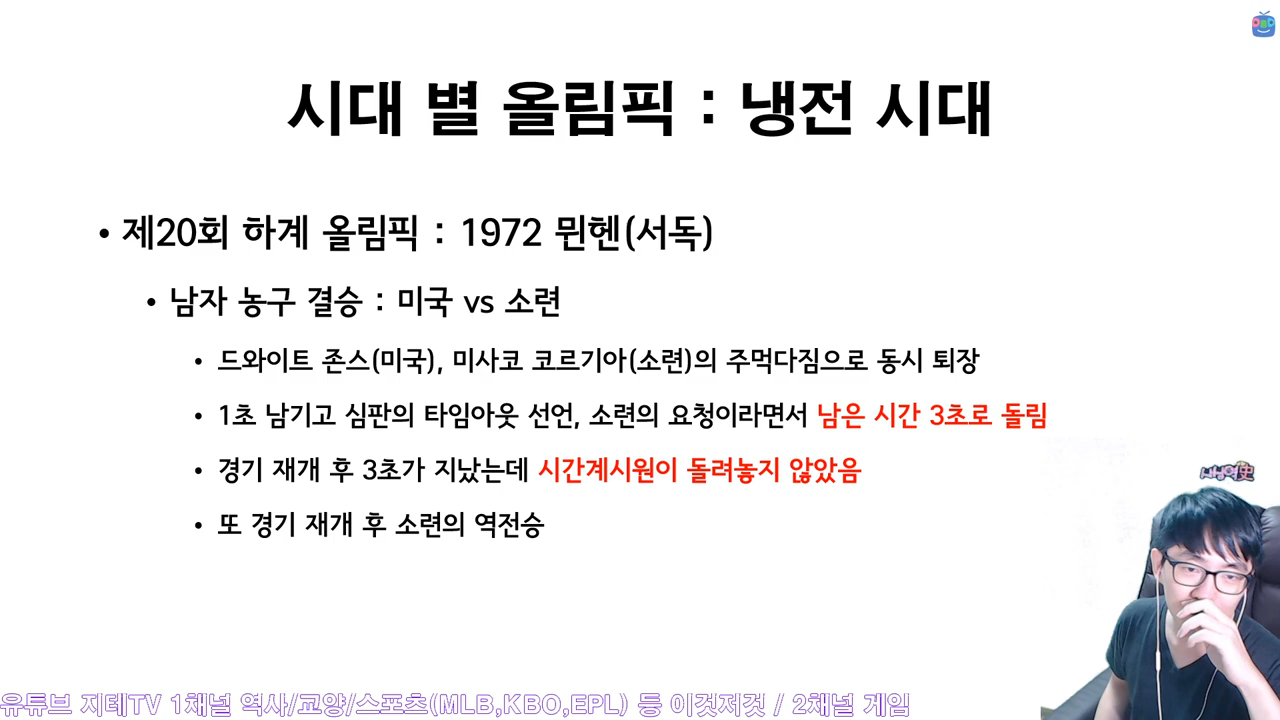 시대 별 올림픽 : 냉전 시대
• 제20회 하계 올림픽 : 1972 뮌헨(서독)
• 남자 농구 결승 : 미국 vs 소련
• 드와이트 존스(미국), 미사코 코르기아(소련)의 주먹다짐으로 동시 퇴장
• 1초 남기고 심판의 타임아웃 선언, 소련의 요청이라면서 남은 시간 3초로 돌림
• 경기 재개 후 3초가 지났는데 시간계시원이 돌려놓지 않았음
• 또 경기 재개 후 소련의 역전승
유튜브 지테TV 1채널 역사/교양/스포츠(MLB,KBO,EPL) 등 이것저것 / 2채널 게임